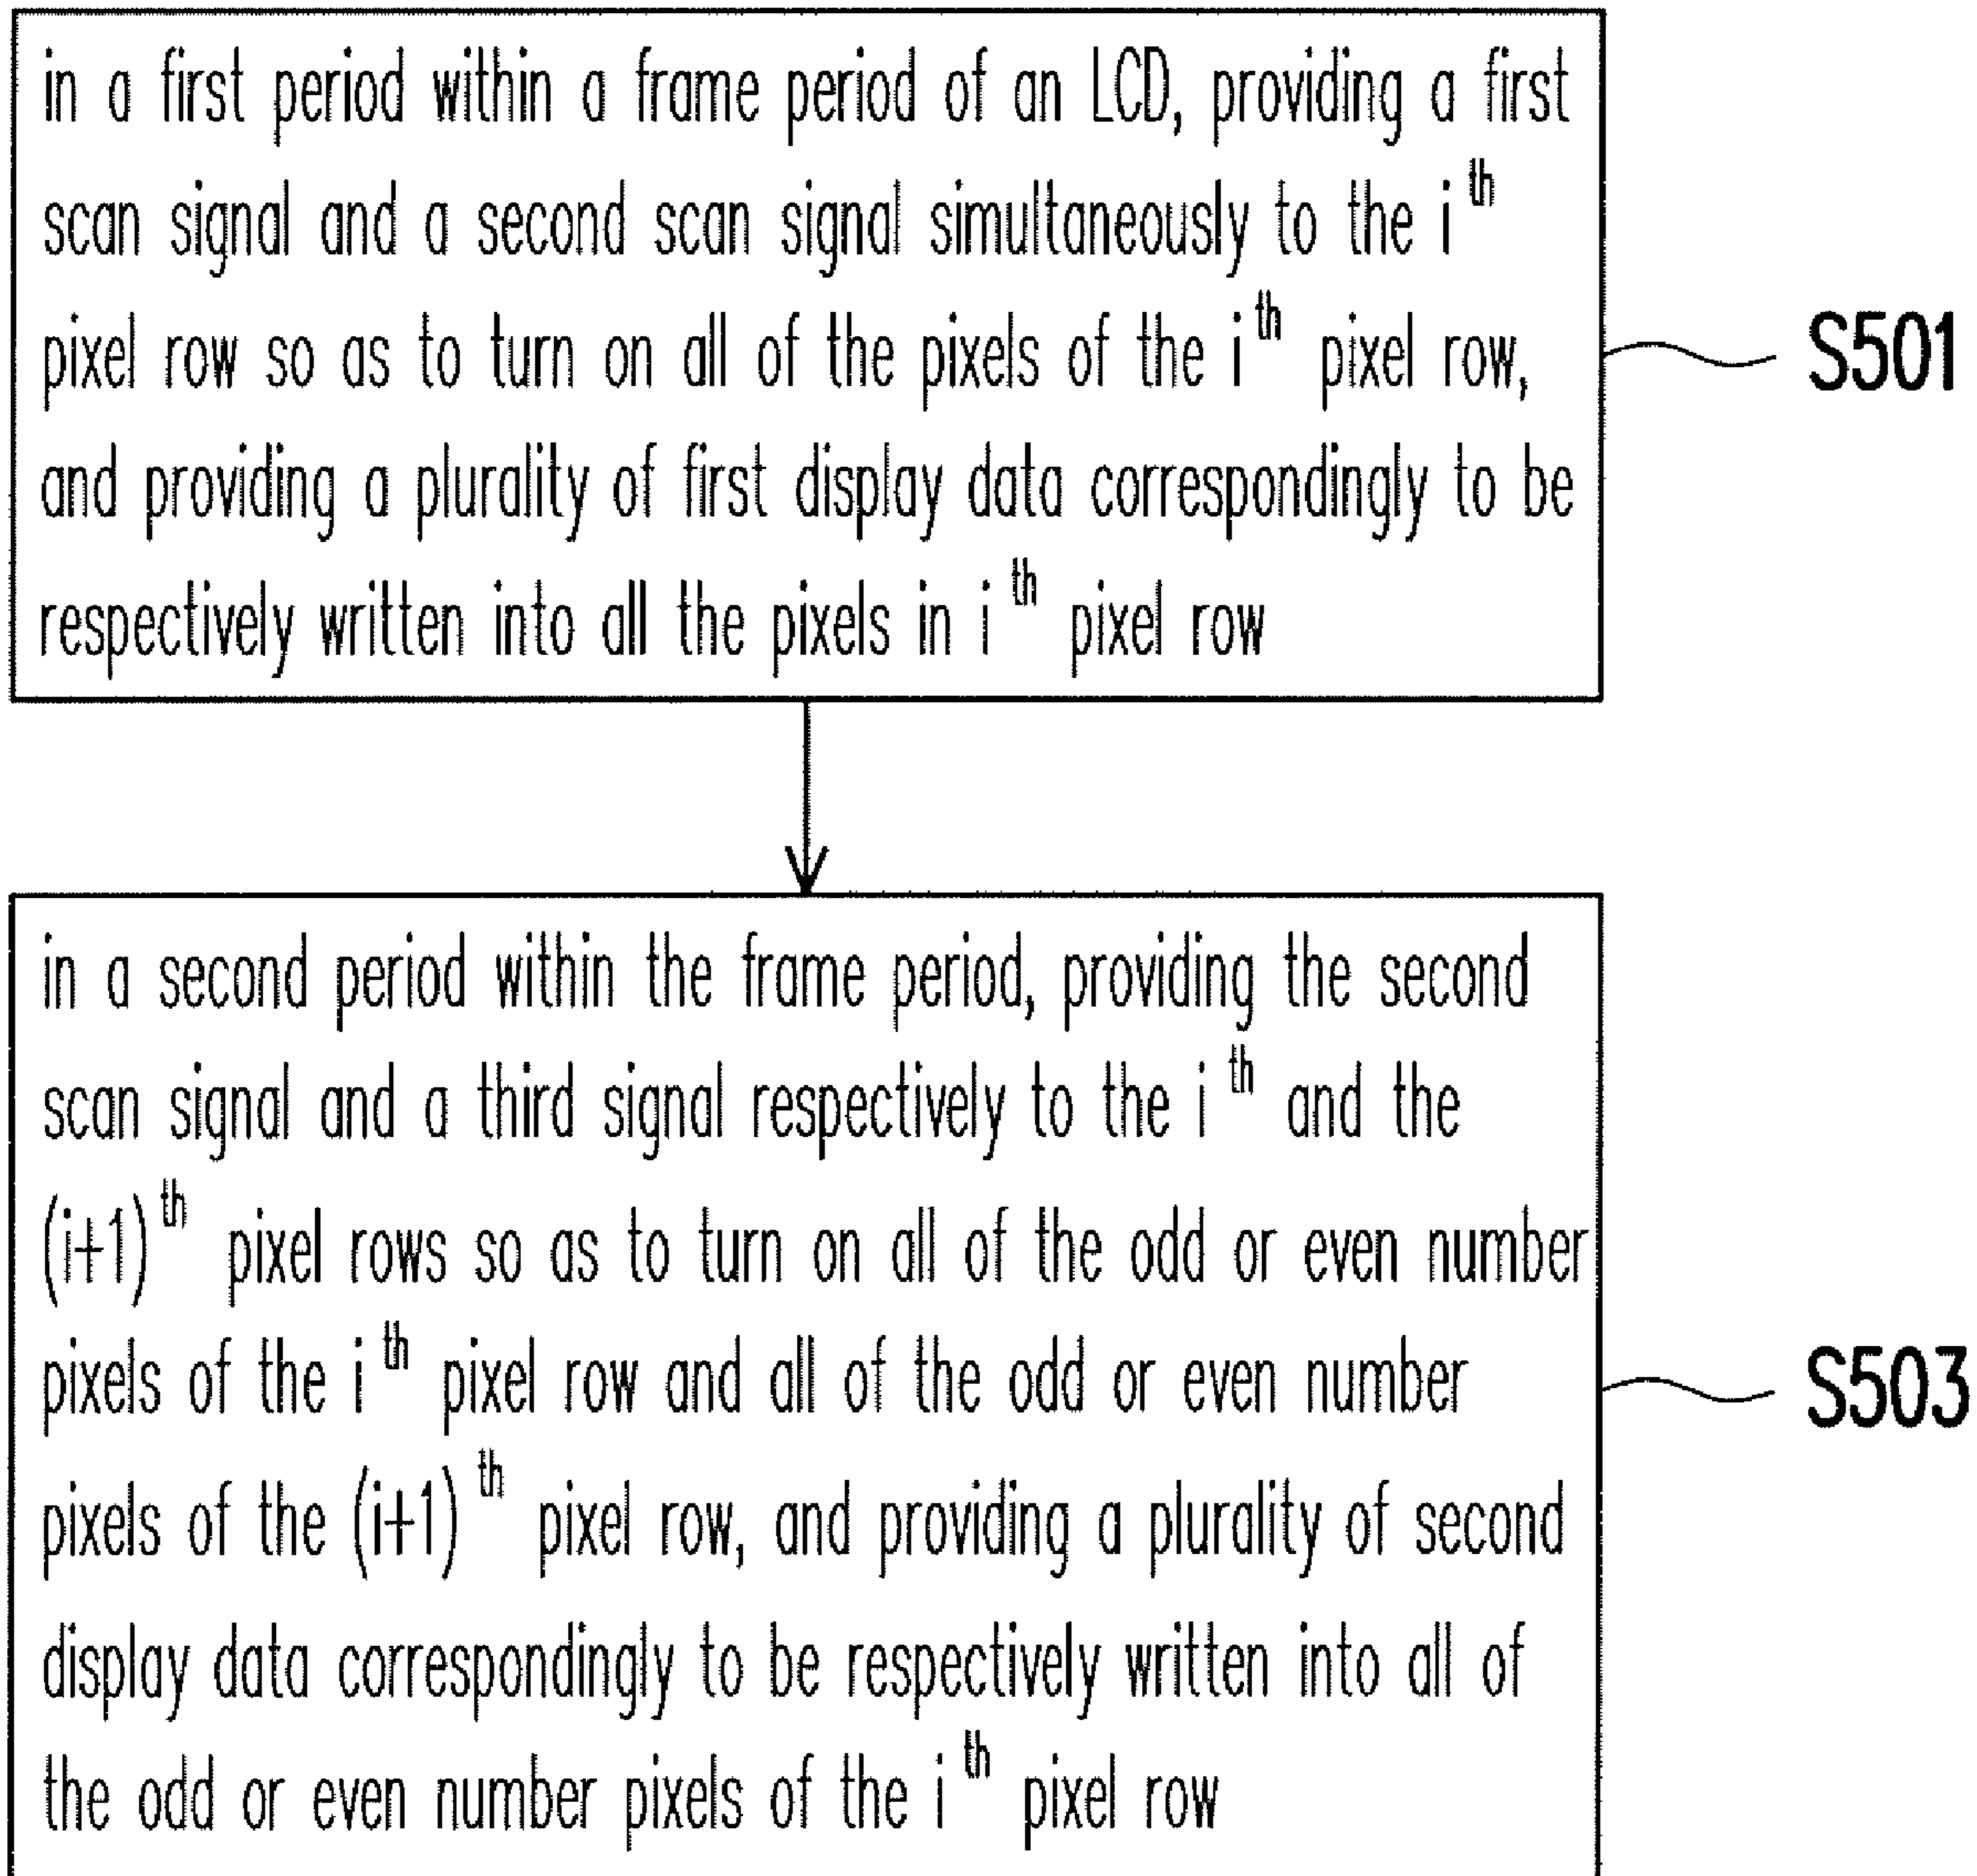 in a first period within a frame period of an LCD, providing a first
scan signal and a second scan signal simultaneously to the i th
pixel row so as to turn on all of the pixels of the i th pixel row,
and providing a plurality of first display data correspondingly to be
respectively written into all the pixels in i th pixel row
S501
in a second period within the frame period, providing the second
scan signal and a third signal respectively to the i th and the
(i+1) th pixel rows so as to turn on all of the odd or even number
pixels of the i th pixel row and all of the odd or even number
pixels of the (i+1) th pixel row, and providing a plurality of second
display data correspondingly to be respectively written into all of
the odd or even number pixels of the i th pixel row
S503